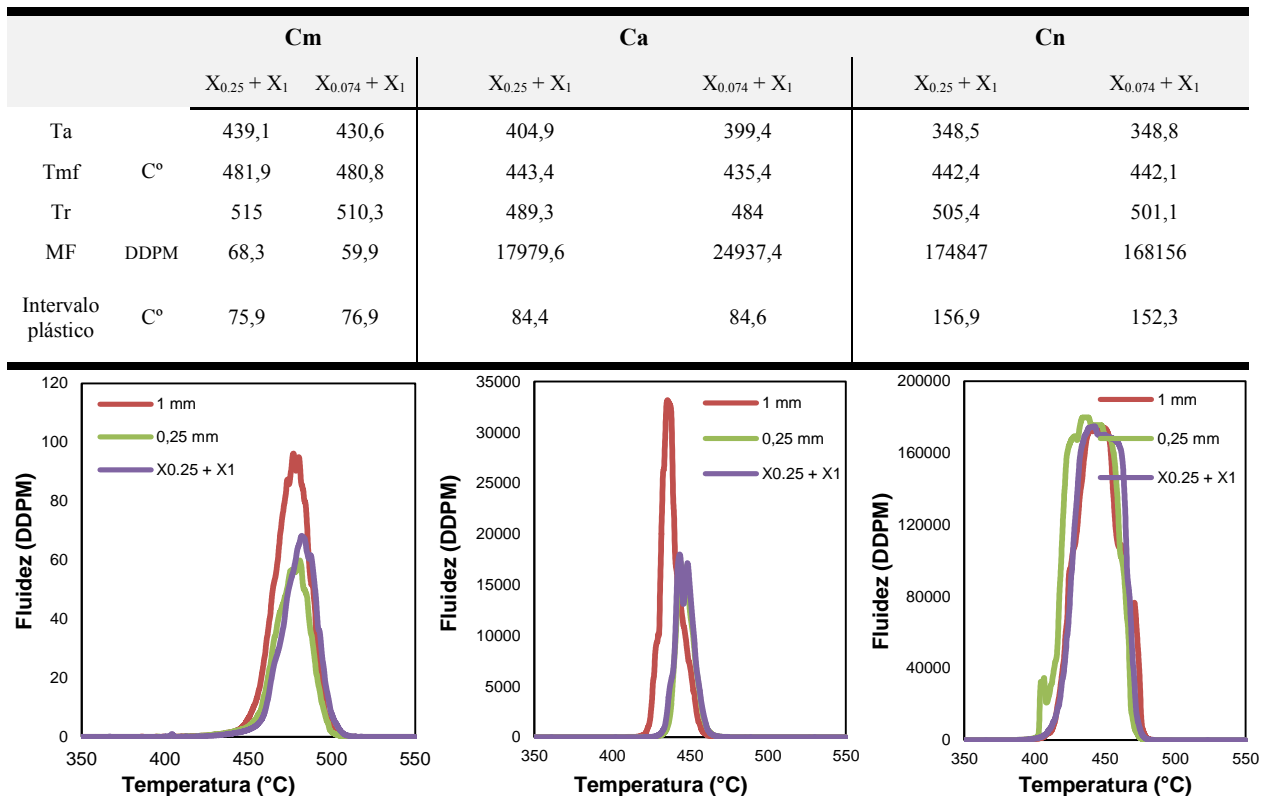 Cm Ca Cn
X0.25 + X1 X0.074 + X1 X0.25 + X1 X0.074 + X1 X0.25 + X1 X0.074 + X1
Ta 439,1 430,6 404,9 399,4 348,5 348,8
Tmf Cº 481,9 480,8 443,4 435,4 442,4 442,1
Tr 515 510,3 489,3 484 505,4 501,1
MF DDPM 68,3 59,9 17979,6 24937,4 174847 168156
Intervalo
plástico Cº 75,9 76,9 84,4 84,6 156,9 152,3
120
100
80
60
40
20
0
350 400 450 500 550
Fluidez (DDPM)
Temperatura (°C)
1 mm
0,25 mm
X0.25 + X1
35000
30000
25000
20000
15000
10000
5000
0
350 400 450 500 550
Fluidez (DDPM)
Temperatura (°C)
1 mm
0,25 mm
X0.25 + X1
200000
160000
120000
80000
40000
0
350 400 450 500 550
Fluidez (DDPM)
Temperatura (°C)
1 mm
0,25 mm
X0.25 + X1